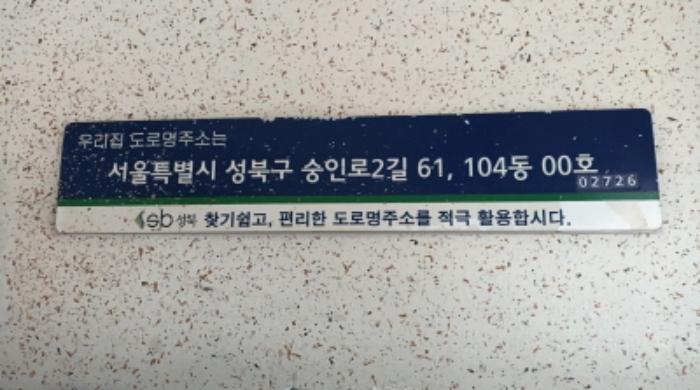 우리집 도로명주소는
서울특별시 성북구 숭인로2길 61, 104동 00호
02726
sb 성북 찾기쉽고, 편리한 도로명주소를 적극 활용합시다.